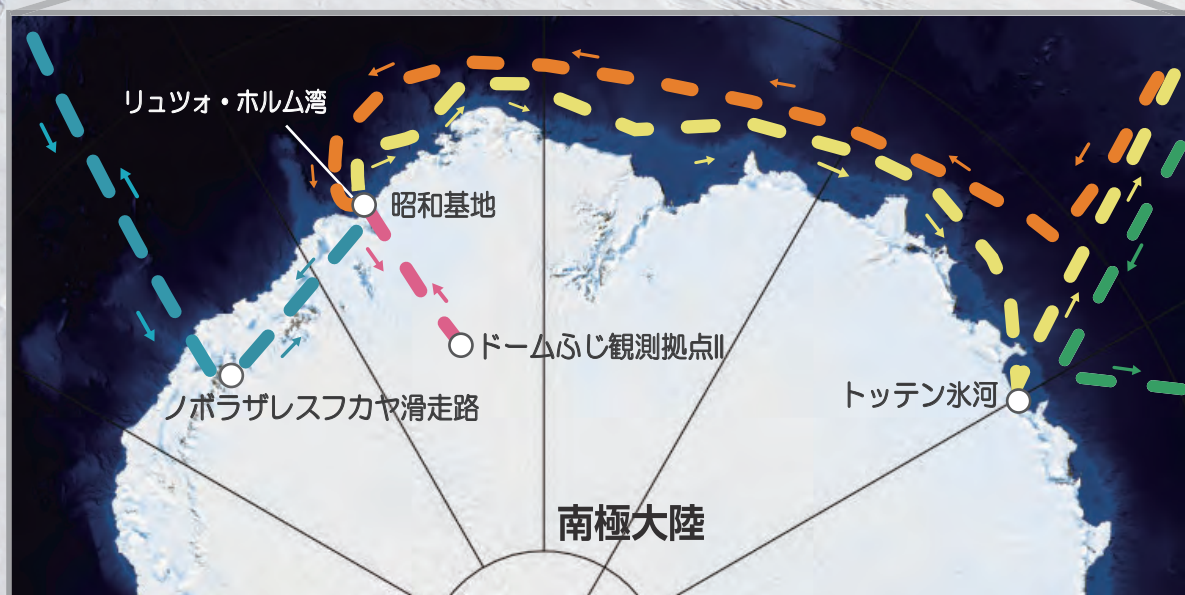 リュツォ・ホルム湾
昭和基地
ドームふじ観測拠点Ⅱ
トッテン氷河
ノボラザレスフカヤ滑走路
南極大陸